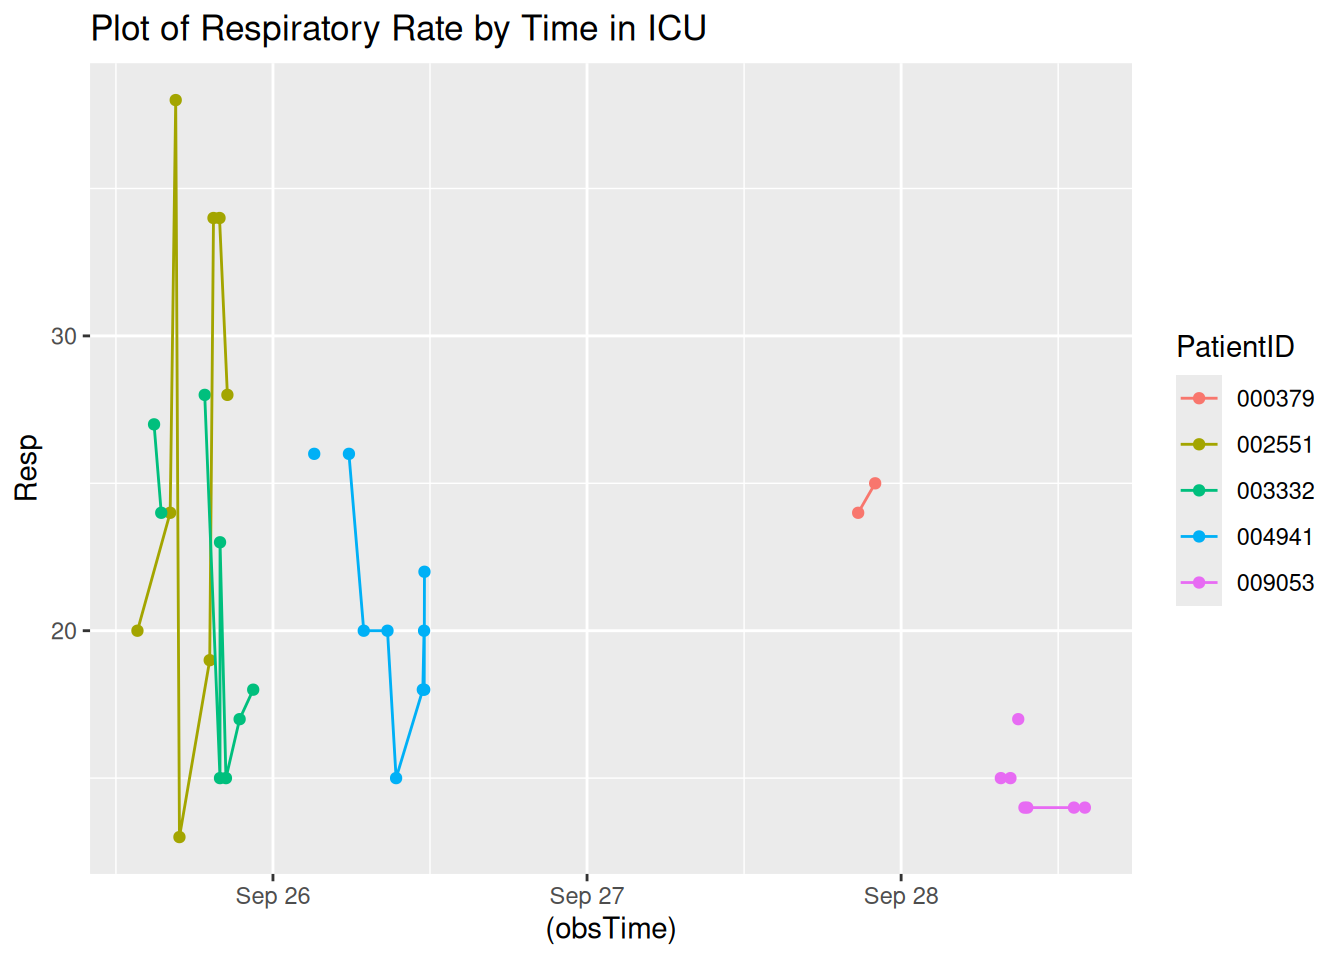 Plot of Respiratory Rate by Time in ICU
Resp
30
20
Sep 26
Sep 27
Sep 28
(obsTime)
PatientID
000379
002551
003332
004941
009053